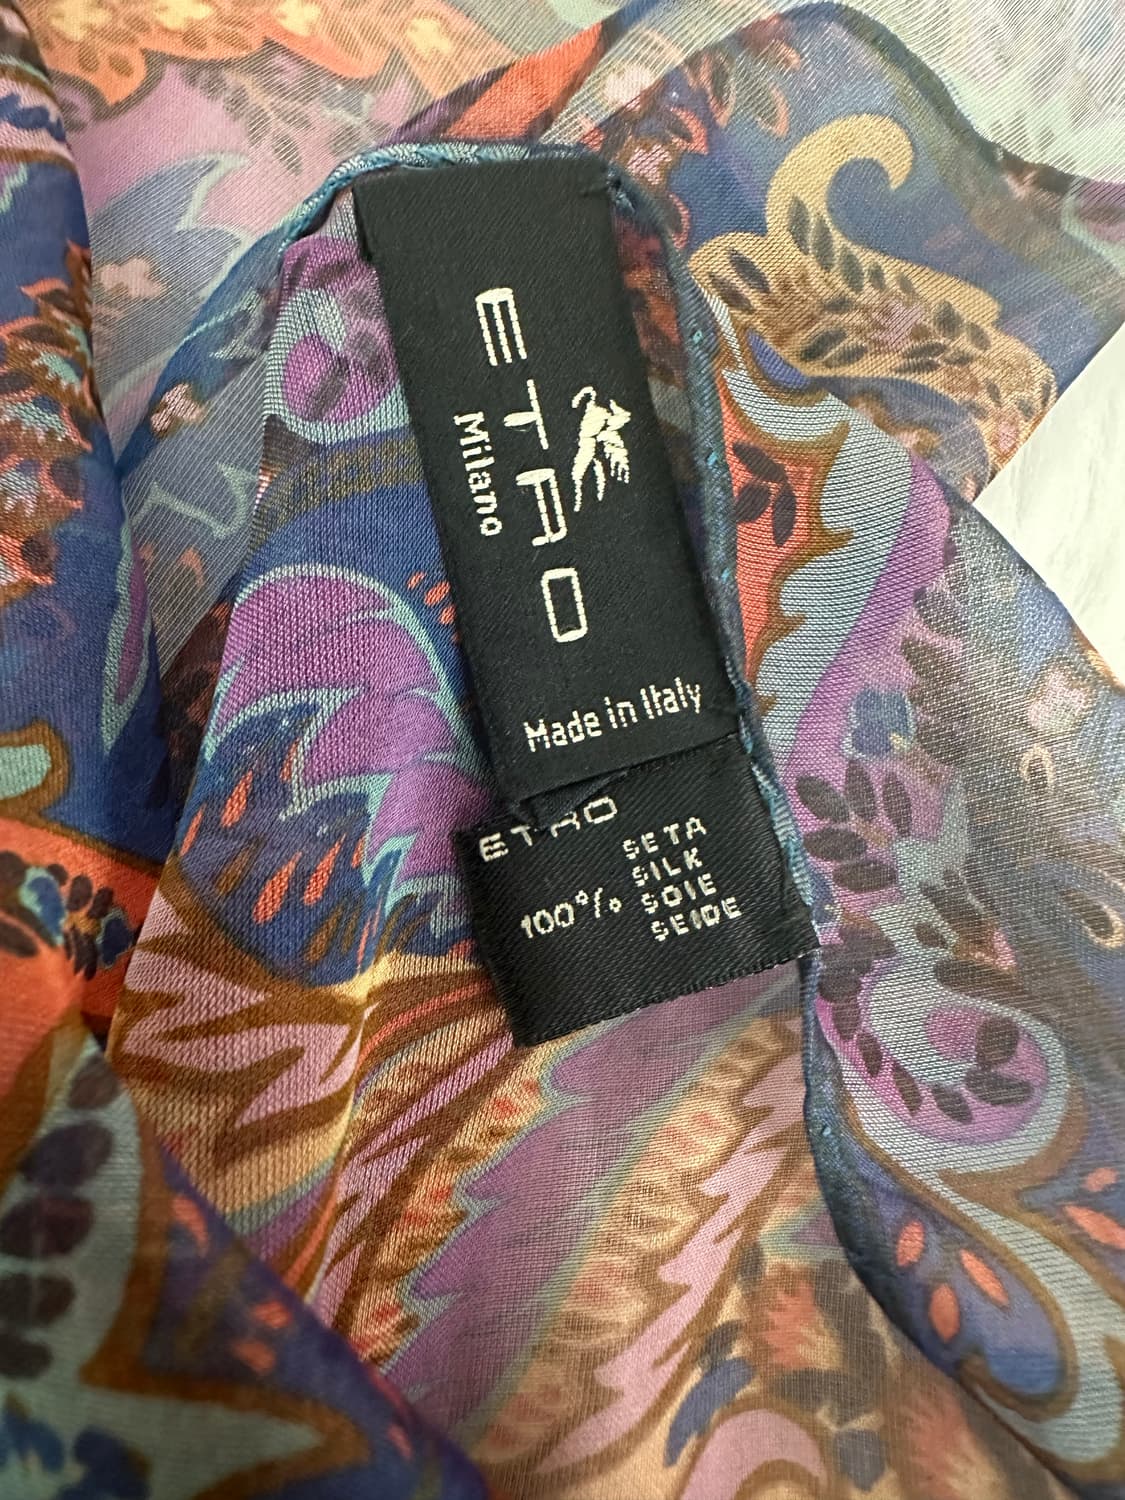 ETRO
Milano
Made in Italy
ETRO
100%
SETA
SILK
SOIE
SEIDE